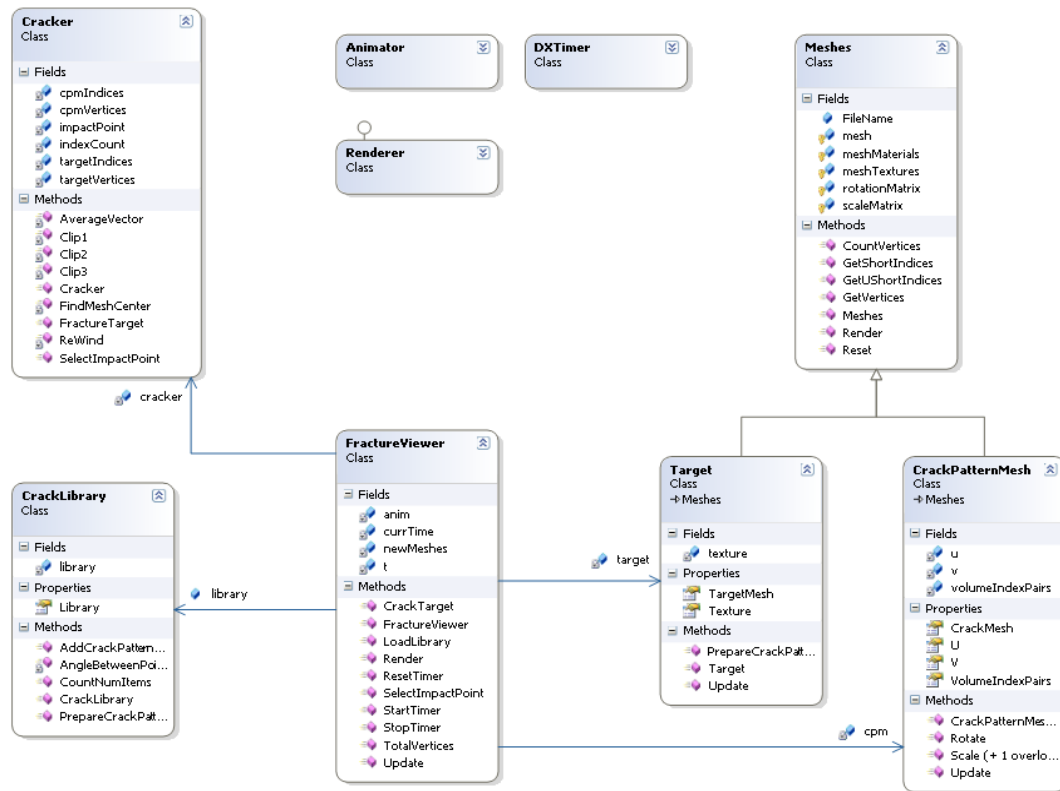 Cracker
Class
Fields
cpmIndices
cpmVertices
impactPoint
indexCount
targetIndices
targetVertices
Methods
AverageVector
Clip1
Clip2
Clip3
Cracker
FindMeshCenter
FractureTarget
ReWind
SelectImpactPoint
Animator
Class
DXTimer
Class
Renderer
Class
Meshes
Class
Fields
FileName
mesh
meshMaterials
meshTextures
rotationMatrix
scaleMatrix
Methods
CountVertices
GetShortIndices
GetUShortIndices
GetVertices
Meshes
Render
Reset
cracker
CrackLibrary
Class
Fields
library
Properties
Library
Methods
AddCrackPattern...
AngleBetweenPoi...
CountNumItems
CrackLibrary
PrepareCrackPatt...
library
FractureViewer
Class
Fields
anim
currTime
newMeshes
t
Methods
CrackTarget
FractureViewer
LoadLibrary
Render
ResetTimer
SelectImpactPoint
StartTimer
StopTimer
TotalVertices
Update
target
Target
Class
Meshes
Fields
texture
Properties
TargetMesh
Texture
Methods
PrepareCrackPatt...
Target
Update
cpm
CrackPatternMesh
Class
Meshes
Fields
u
v
volumeIndexPairs
Properties
CrackMesh
U
V
VolumeIndexPairs
Methods
CrackPatternMes...
Rotate
Scale (+ 1 overlo...
Update